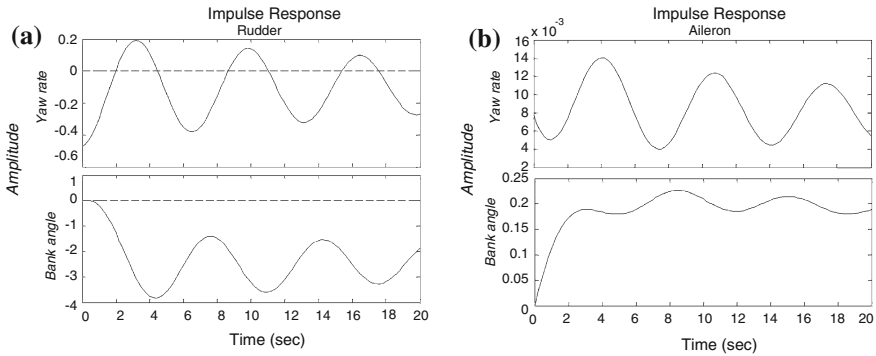 (a)
Impulse Response
Rudder
Amplitude
Yaw rate
0.2
0
-0.2
-0.4
-0.6
Bank angle
1
0
-1
-2
-3
-4
0 2 4 6 8 10 12 14 16 18 20
Time (sec)
(b)
Impulse Response
Aileron
x 10⁻³
Amplitude
Yaw rate
16
14
12
10
8
6
4
2
Bank angle
0.25
0.2
0.15
0.1
0.05
0
0 2 4 6 8 10 12 14 16 18 20
Time (sec)